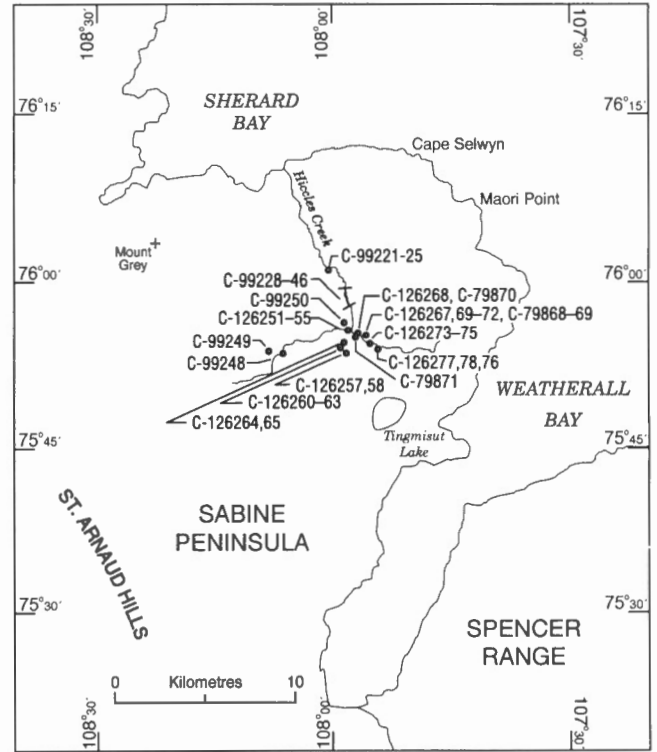 108°30'
108°00'
107°30'
76°15'
76°15'
SHERARD
BAY
Cape Selwyn
Hiccles Creek
Maori Point
Mount
Grey
C-99221-25
76°00'
76°00'
C-99228–46
C-126268, C-79870
C-99250
C-126267, 69–72, C-79868–69
C-126251–55
C-126273–75
C-99249
C-99248
C-126277,78,76
C-79871
C-126257,58
WEATHERALL
BAY
C-126260–63
C-126264,65
Tingmisut
Lake
75°45'
75°45'
ST. ARNAUD HILLS
SABINE
PENINSULA
75°30'
75°30'
SPENCER
RANGE
0 Kilometres 10
108°30'
108°00'
107°30'